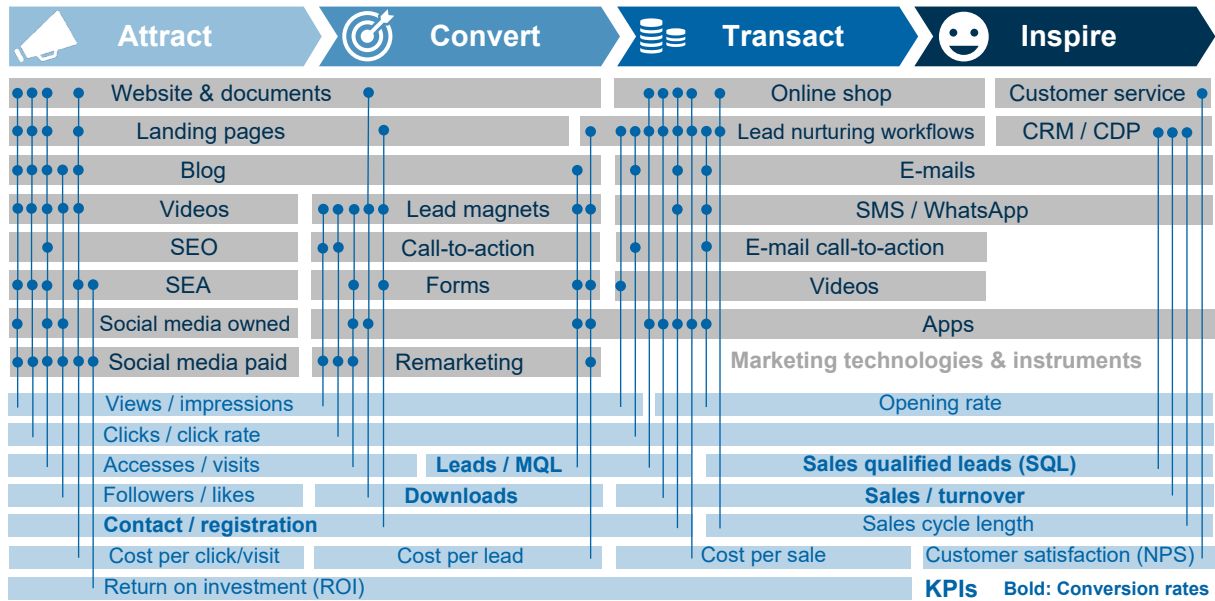 Attract Convert Transact Inspire
Website & documents Online shop Customer service
Landing pages Lead nurturing workflows CRM / CDP
Blog E-mails
Videos Lead magnets SMS / WhatsApp
SEO Call-to-action E-mail call-to-action
SEA Forms Videos
Social media owned Apps
Social media paid Remarketing Marketing technologies & instruments
Views / impressions Opening rate
Clicks / click rate
Accesses / visits Leads / MQL Sales qualified leads (SQL)
Followers / likes Downloads Sales / turnover
Contact / registration Sales cycle length
Cost per click/visit Cost per lead Cost per sale Customer satisfaction (NPS)
Return on investment (ROI) KPIs Bold: Conversion rates